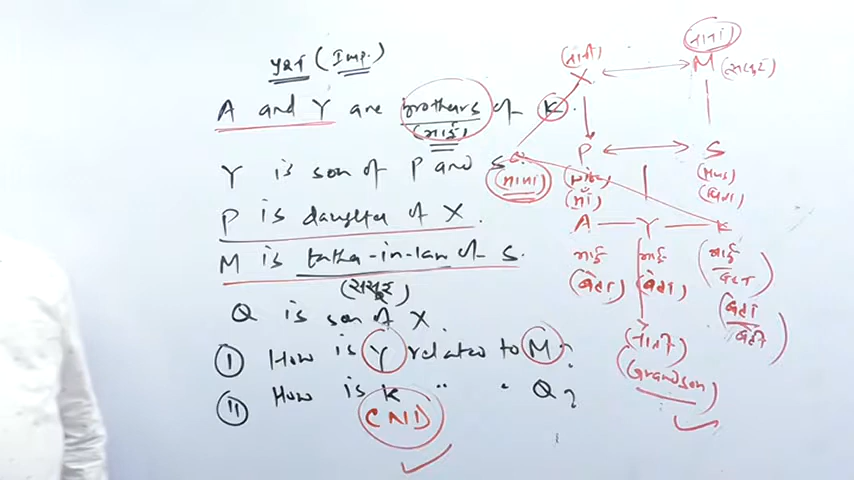 (Imp.)
A and Y are brothers of K.
(भाई)
Y is son of P and S.
P is daughter of X.
M is father-in-law of S.
(ससुर)
Q is son of X.
I How is Y related to M?
II How is K " " Q?
CND
(नानी) X
नाना
M (ससुर)
Q (मामा)
P
(माँ)
S
(पिता)
A — Y — K
भाई
(बेटा)
भाई
(बेटा)
(भाई
बहन)
(बेटा
बेटी)
(नाती)
(Grandson)